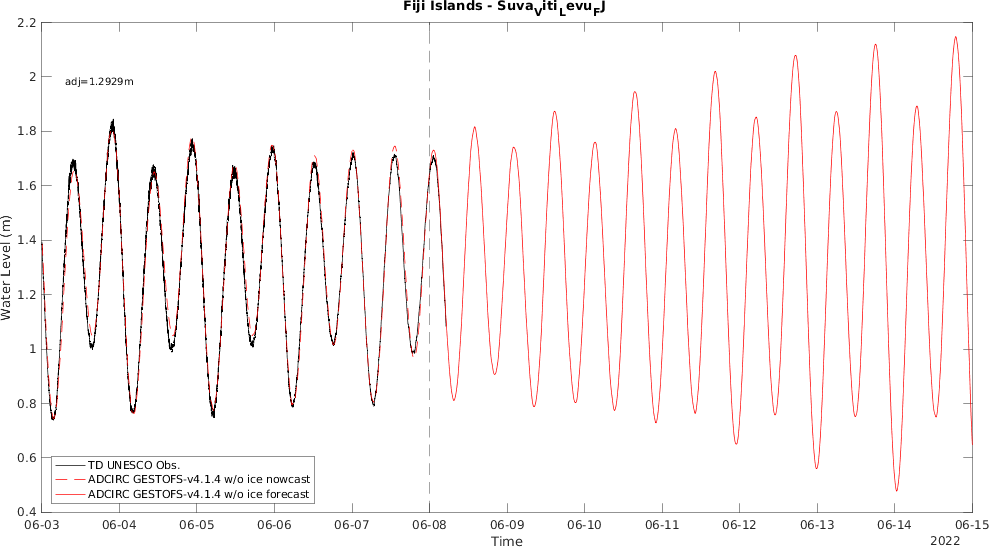 Fiji Islands - SuvaVitiLevuFJ
2.2
2
1.8
1.6
1.4
1.2
1
0.8
0.6
0.4
Water Level (m)
adj=1.2929m
TD UNESCO Obs.
ADCIRC GESTOFS-v4.1.4 w/o ice nowcast
ADCIRC GESTOFS-v4.1.4 w/o ice forecast
06-03 06-04 06-05 06-06 06-07 06-08 06-09 06-10 06-11 06-12 06-13 06-14 06-15
Time
2022